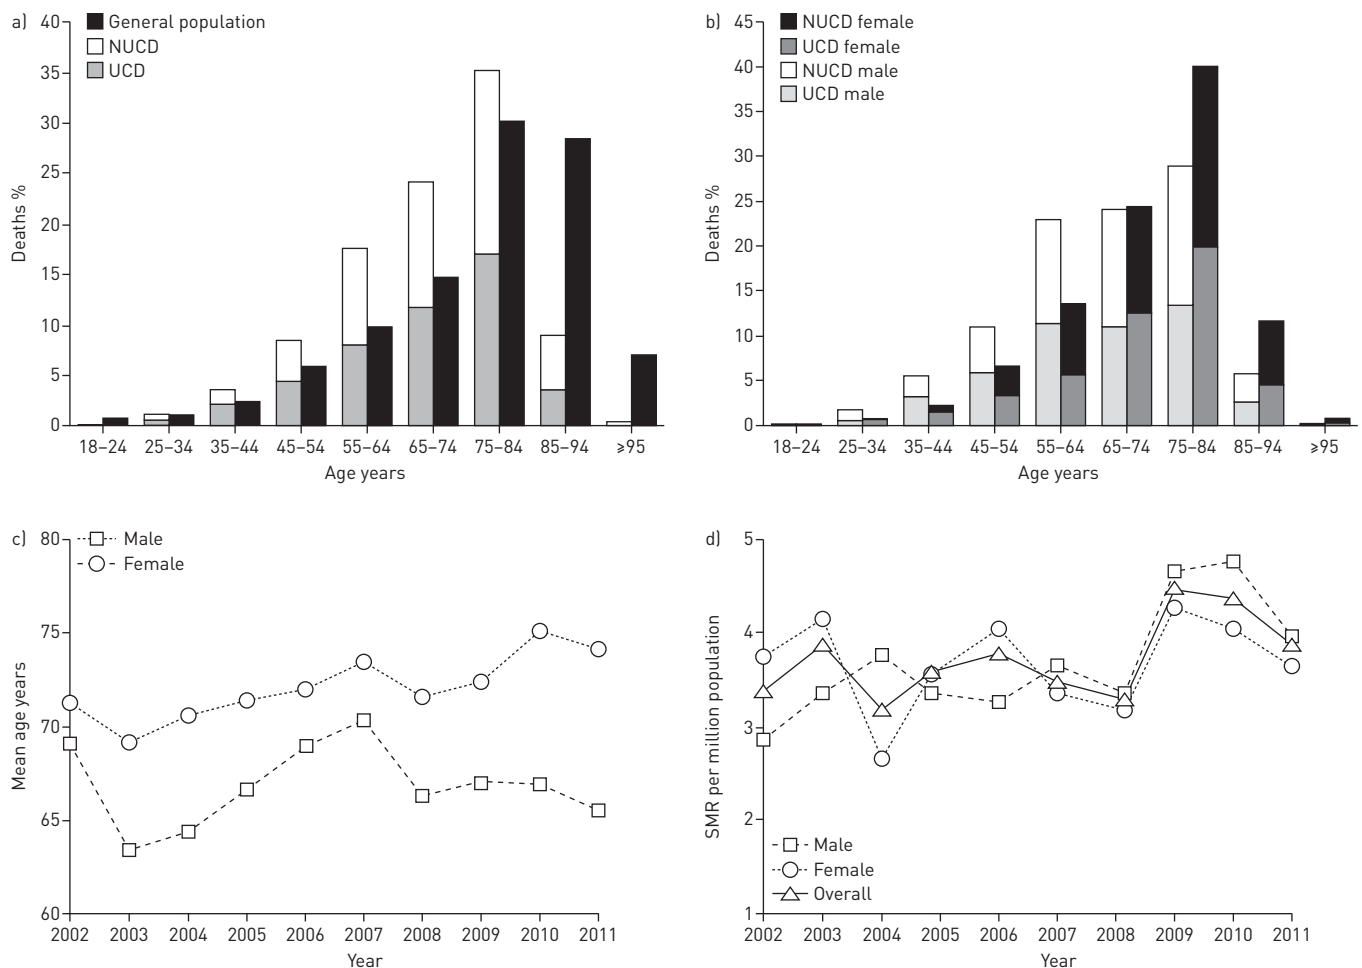 a)
General population
NUCD
UCD
40
35
30
25
20
15
10
5
0
Deaths %
18–24 25–34 35–44 45–54 55–64 65–74 75–84 85–94 ⩾95
Age years
b)
NUCD female
UCD female
NUCD male
UCD male
45
40
35
30
25
20
15
10
5
0
Deaths %
18–24 25–34 35–44 45–54 55–64 65–74 75–84 85–94 ⩾95
Age years
c)
Male
Female
80
75
70
65
60
Mean age years
2002 2003 2004 2005 2006 2007 2008 2009 2010 2011
Year
d)
5
4
3
2
1
SMR per million population
Male
Female
Overall
2002 2003 2004 2005 2006 2007 2008 2009 2010 2011
Year